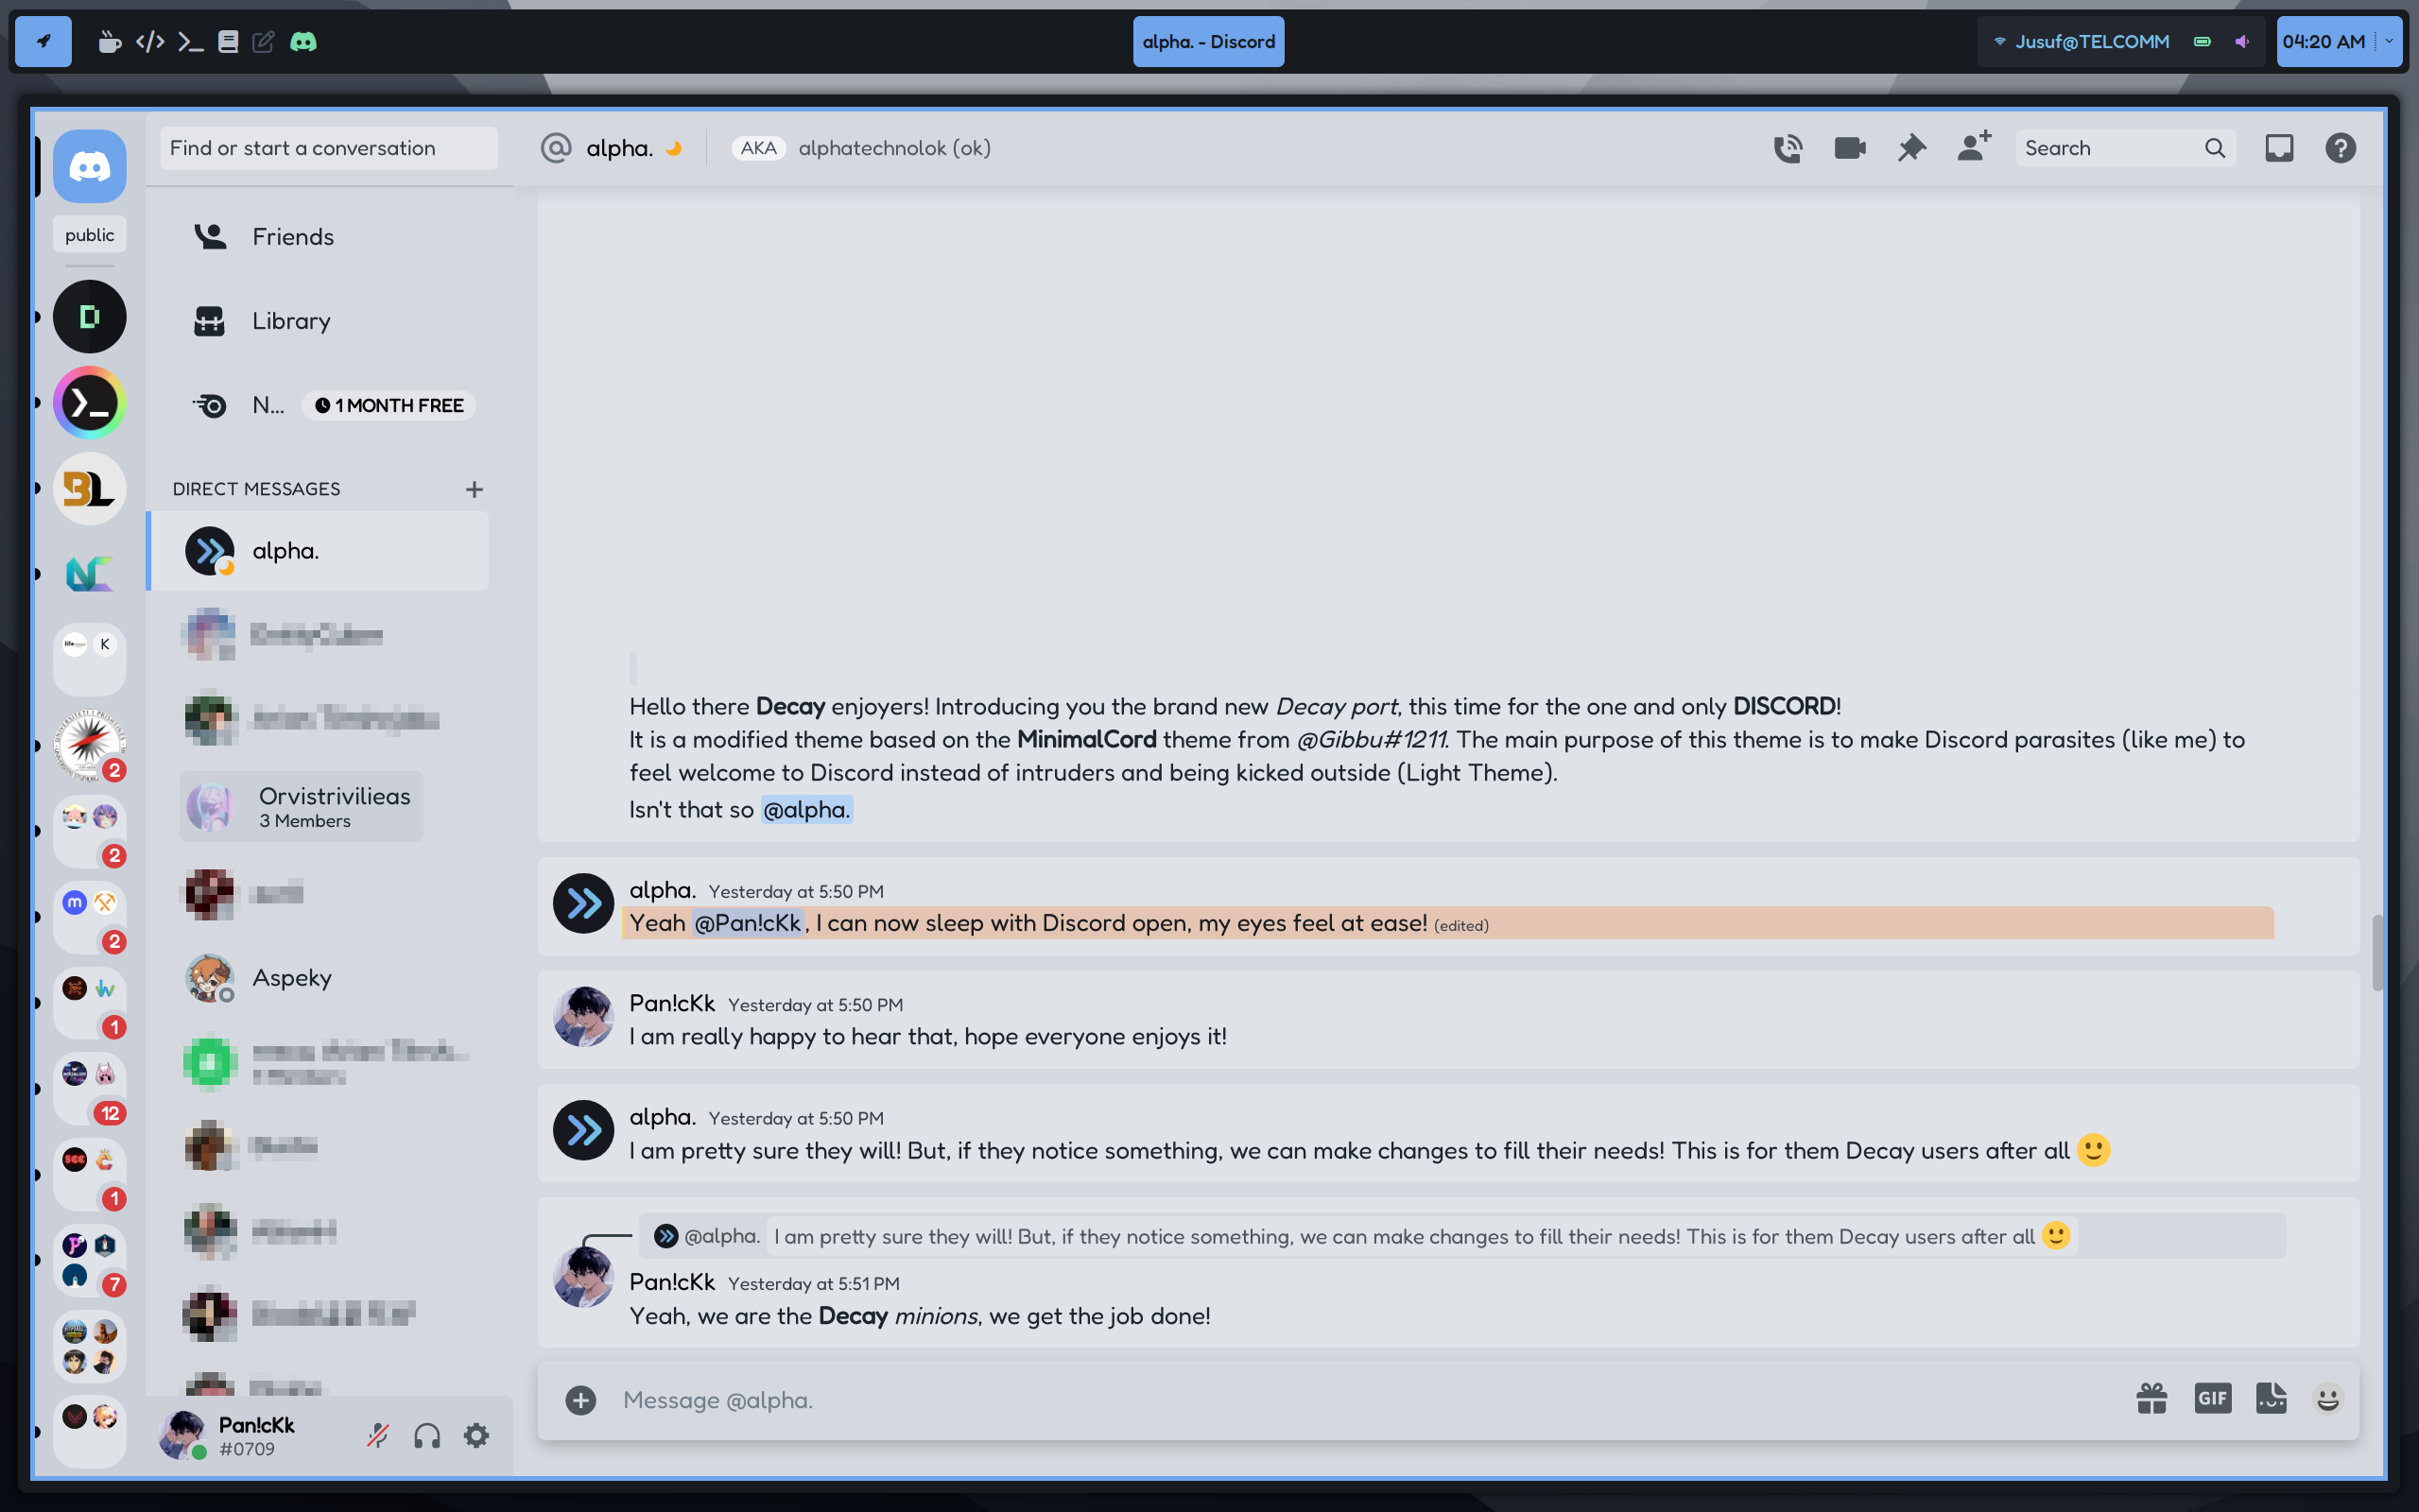 alpha. - Discord
Jusuf@TELCOMM
04:20 AM
Find or start a conversation
alpha.
AKA
alphatechnolok (ok)
Search
public
Friends
Library
N...
1 MONTH FREE
DIRECT MESSAGES
alpha.
Orvistrivilieas
3 Members
Aspeky
D
BL
NC
K
2
2
m
2
1
12
1
7
Pan!cKk
#0709
Hello there Decay enjoyers! Introducing you the brand new Decay port, this time for the one and only DISCORD!
It is a modified theme based on the MinimalCord theme from @Gibbu#1211. The main purpose of this theme is to make Discord parasites (like me) to
feel welcome to Discord instead of intruders and being kicked outside (Light Theme).
Isn't that so @alpha.
alpha. Yesterday at 5:50 PM
Yeah @Pan!cKk, I can now sleep with Discord open, my eyes feel at ease! (edited)
Pan!cKk Yesterday at 5:50 PM
I am really happy to hear that, hope everyone enjoys it!
alpha. Yesterday at 5:50 PM
I am pretty sure they will! But, if they notice something, we can make changes to fill their needs! This is for them Decay users after all
@alpha. I am pretty sure they will! But, if they notice something, we can make changes to fill their needs! This is for them Decay users after all
Pan!cKk Yesterday at 5:51 PM
Yeah, we are the Decay minions, we get the job done!
Message @alpha.
GIF